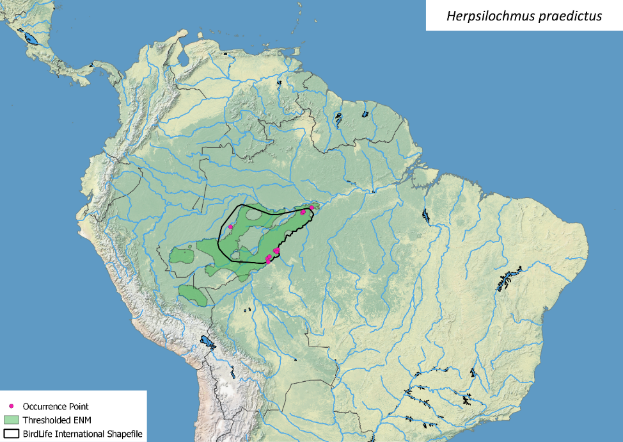 Herpsilochmus praedictus
Occurrence Point
Thresholded ENM
BirdLife International Shapefile